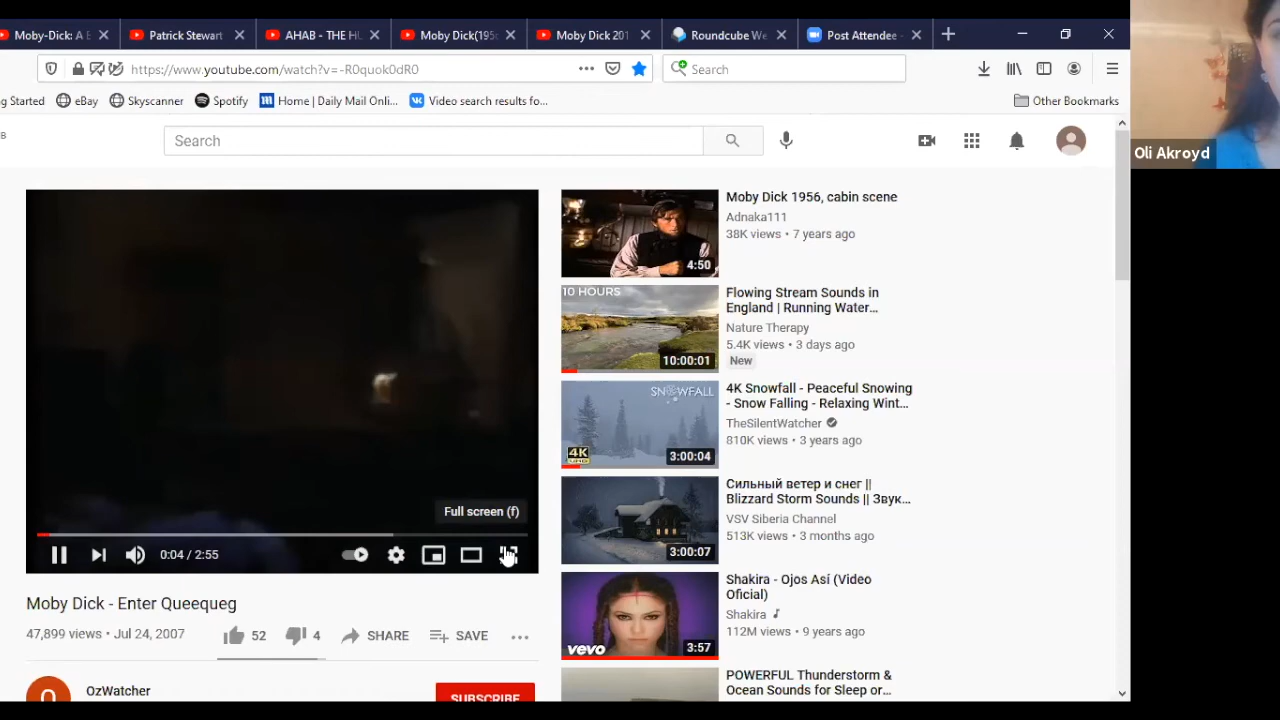 Moby-Dick: A E
Patrick Stewart
AHAB - THE HU
Moby Dick(195
Moby Dick 201
Roundcube We
Post Attendee -
https://www.youtube.com/watch?v=-R0quok0dR0
Search
ng Started
eBay
Skyscanner
Spotify
Home | Daily Mail Onli...
Video search results fo...
Other Bookmarks
Search
Oli Akroyd
Moby Dick 1956, cabin scene
Adnaka111
38K views • 7 years ago
4:50
10 HOURS
10:00:01
Flowing Stream Sounds in
England | Running Water...
Nature Therapy
5.4K views • 3 days ago
New
SNOWFALL
4K
3:00:04
4K Snowfall - Peaceful Snowing
- Snow Falling - Relaxing Wint...
TheSilentWatcher
810K views • 3 years ago
3:00:07
Сильный ветер и снег ||
Blizzard Storm Sounds || Звук...
VSV Siberia Channel
513K views • 3 months ago
vevo
3:57
Shakira - Ojos Así (Video
Oficial)
Shakira
112M views • 9 years ago
POWERFUL Thunderstorm &
Ocean Sounds for Sleep or...
Full screen (f)
0:04 / 2:55
Moby Dick - Enter Queequeg
47,899 views • Jul 24, 2007
52
4
SHARE
SAVE
O
OzWatcher
SUBSCRIBE